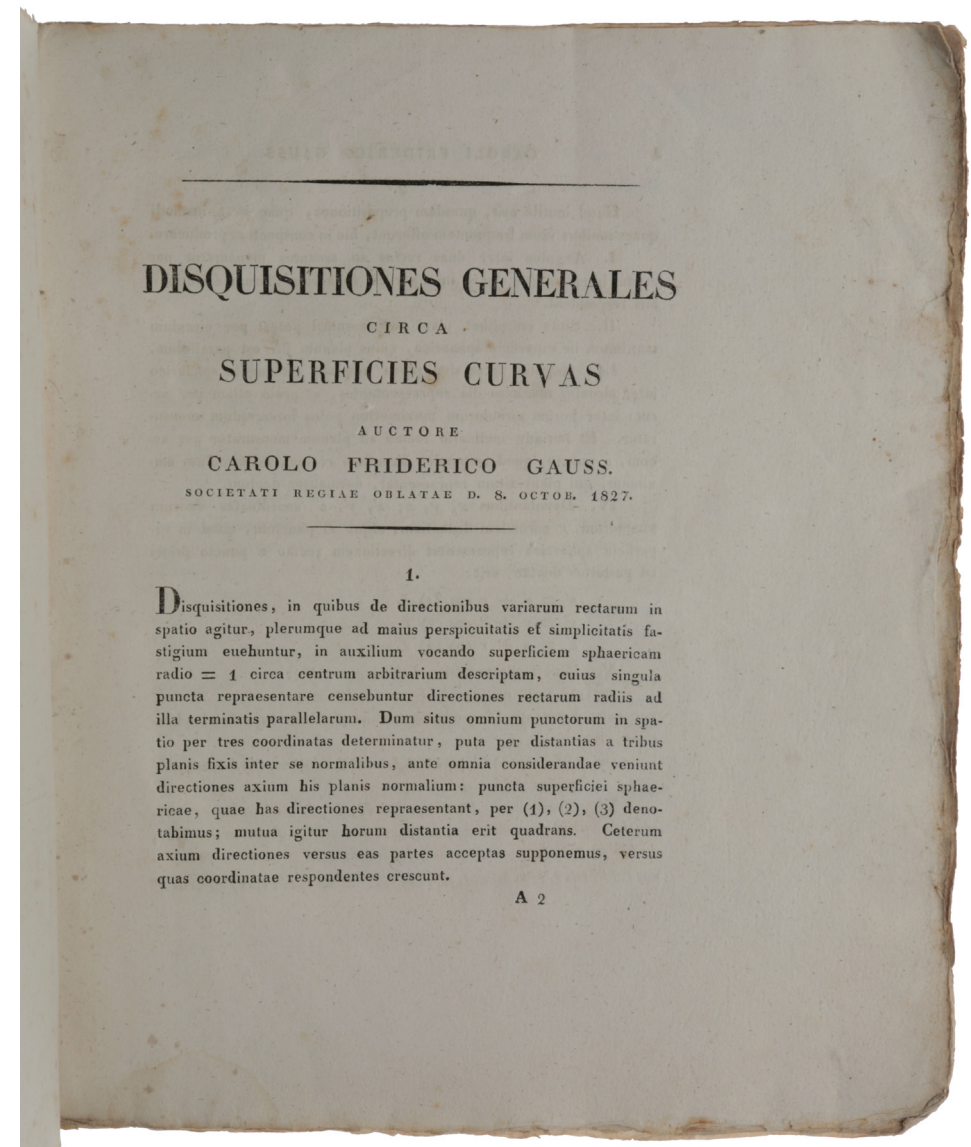 DISQUISITIONES GENERALES
CIRCA
SUPERFICIES CURVAS
AUCTORE
CAROLO FRIDERICO GAUSS.
SOCIETATI REGIAE OBLATAE D. 8. OCTOB. 1827.
1.
Disquisitiones, in quibus de directionibus variarum rectarum in
spatio agitur, plerumque ad maius perspicuitatis et simplicitatis fa-
stigium euehuntur, in auxilium vocando superficiem sphaericam
radio = 1 circa centrum arbitrarium descriptam, cuius singula
puncta repraesentare censebuntur directiones rectarum radiis ad
illa terminatis parallelarum. Dum situs omnium punctorum in spa-
tio per tres coordinatas determinatur, puta per distantias a tribus
planis fixis inter se normalibus, ante omnia considerandae veniunt
directiones axium his planis normalium: puncta superficiei sphae-
ricae, quae has directiones repraesentant, per (1), (2), (3) deno-
tabimus; mutua igitur horum distantia erit quadrans. Ceterum
axium directiones versus eas partes acceptas supponemus, versus
quas coordinatae respondentes crescunt.
A 2